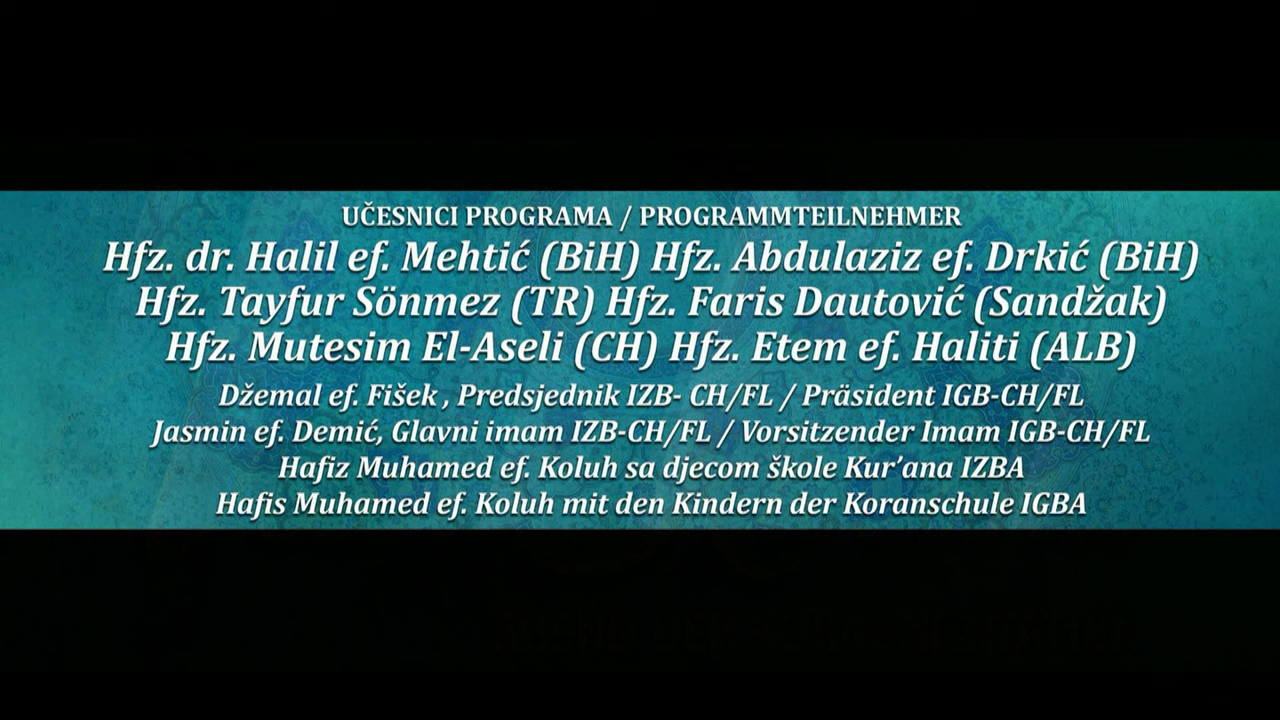 UČESNICI PROGRAMA / PROGRAMMTEILNEHMER
Hfz. dr. Halil ef. Mehtić (BiH) Hfz. Abdulaziz ef. Drkić (BiH)
Hfz. Tayfur Sönmez (TR) Hfz. Faris Dautović (Sandžak)
Hfz. Mutesim El-Aseli (CH) Hfz. Etem ef. Haliti (ALB)
Džemal ef. Fišek , Predsjednik IZB- CH/FL / Präsident IGB-CH/FL
Jasmin ef. Demić, Glavni imam IZB-CH/FL / Vorsitzender Imam IGB-CH/FL
Hafiz Muhamed ef. Koluh sa djecom škole Kur’ana IZBA
Hafis Muhamed ef. Koluh mit den Kindern der Koranschule IGBA